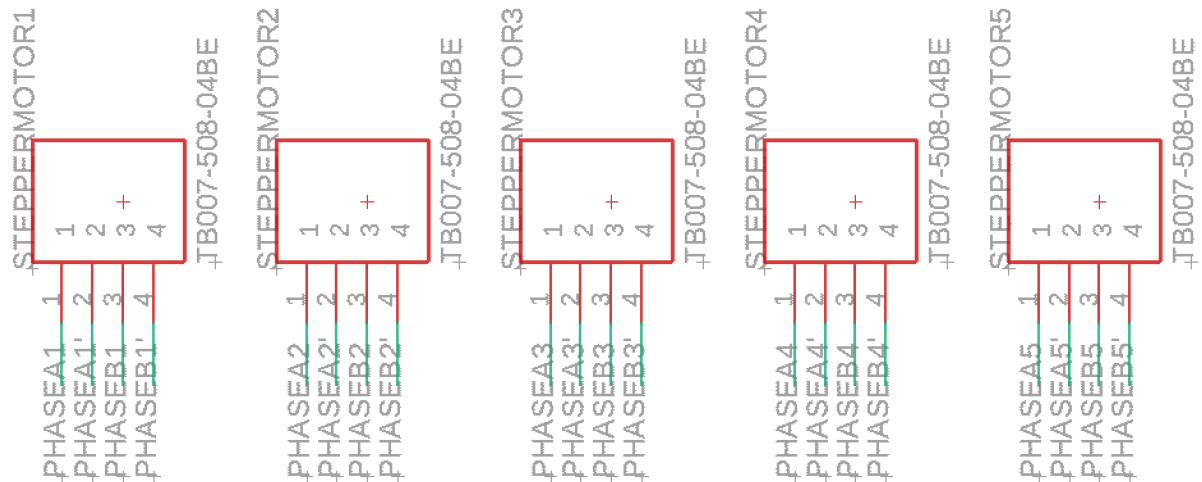 STEPPERMOTOR1
TB007-508-04BE
1 2 3 4
1 2 3 4
PHASEA1
PHASEA1'
PHASEB1
PHASEB1'
STEPPERMOTOR2
TB007-508-04BE
1 2 3 4
1 2 3 4
PHASEA2
PHASEA2'
PHASEB2
PHASEB2'
STEPPERMOTOR3
TB007-508-04BE
1 2 3 4
1 2 3 4
PHASEA3
PHASEA3'
PHASEB3
PHASEB3'
STEPPERMOTOR4
TB007-508-04BE
1 2 3 4
1 2 3 4
PHASEA4
PHASEA4'
PHASEB4
PHASEB4'
STEPPERMOTOR5
TB007-508-04BE
1 2 3 4
1 2 3 4
PHASEA5
PHASEA5'
PHASEB5
PHASEB5'